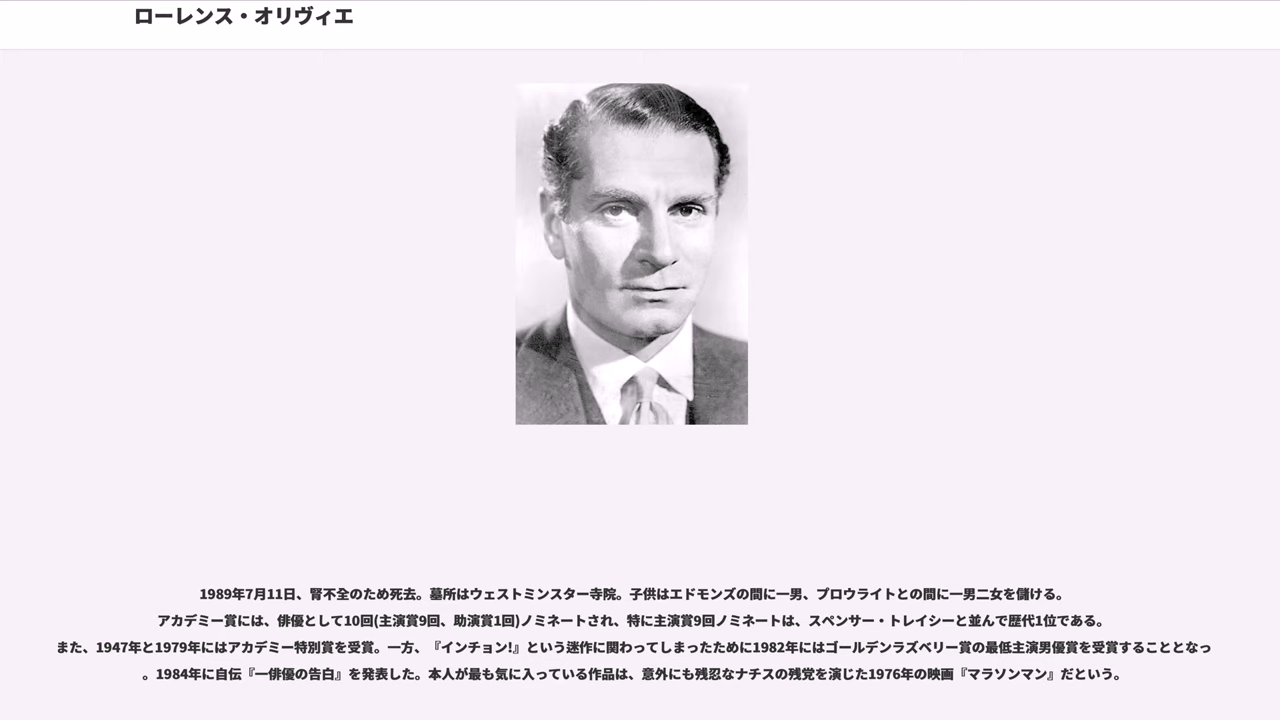 ローレンス・オリヴィエ
1989年7月11日、腎不全のため死去。墓所はウェストミンスター寺院。子供はエドモンズの間に一男、プロウライトとの間に一男二女を儲ける。
アカデミー賞には、俳優として10回(主演賞9回、助演賞1回)ノミネートされ、特に主演賞9回ノミネートは、スペンサー・トレイシーと並んで歴代1位である。
また、1947年と1979年にはアカデミー特別賞を受賞。一方、『インチョン!』という迷作に関わってしまったために1982年にはゴールデンラズベリー賞の最低主演男優賞を受賞することとなっ
。1984年に自伝『一俳優の告白』を発表した。本人が最も気に入っている作品は、意外にも残忍なナチスの残党を演じた1976年の映画『マラソンマン』だという。